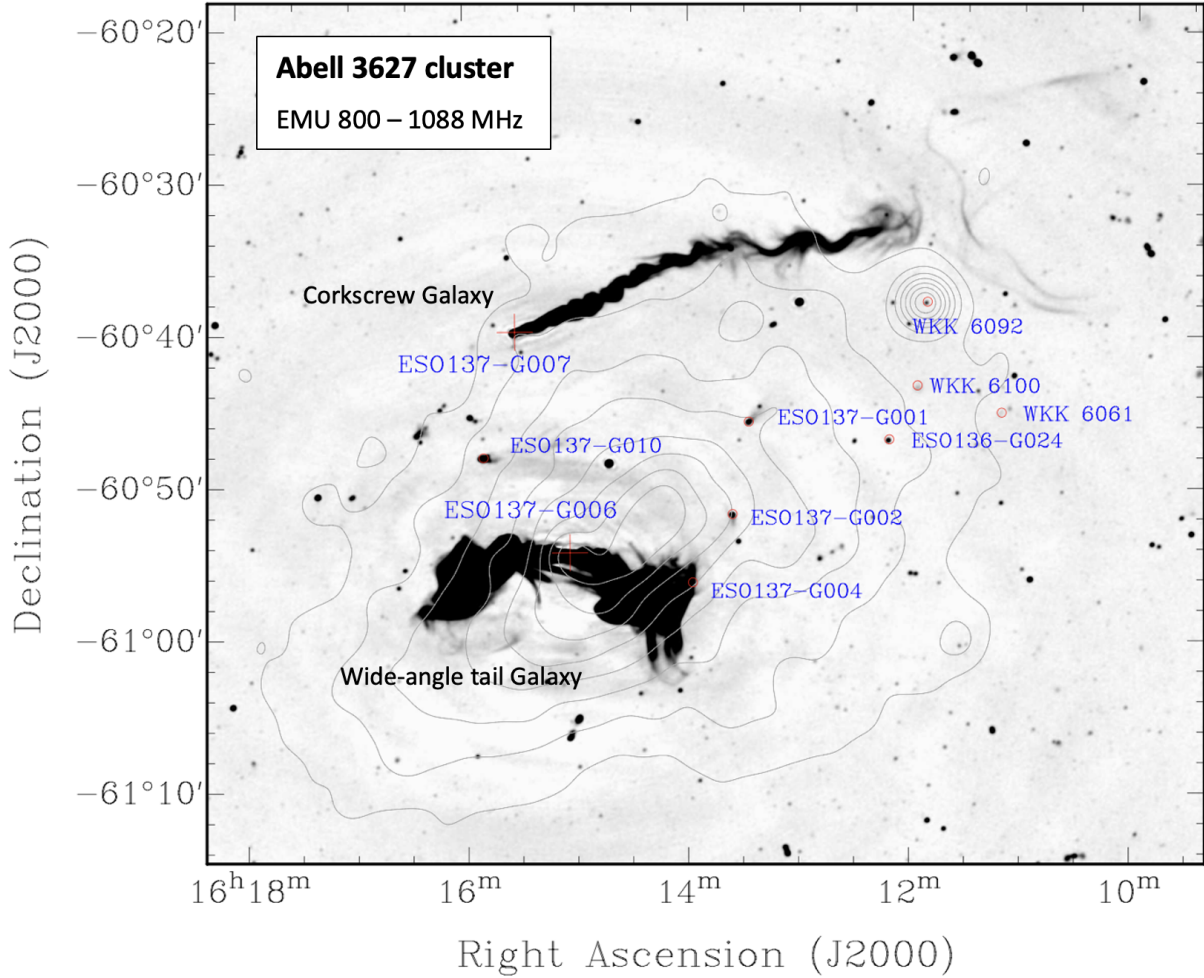 Abell 3627 cluster
EMU 800 – 1088 MHz
−60°20′
−60°30′
−60°40′
−60°50′
−61°00′
−61°10′
Declination (J2000)
Corkscrew Galaxy
ESO137−G007
WKK 6092
WKK 6100
WKK 6061
ESO137−G001
ESO136−G024
ESO137−G010
ESO137−G006
ESO137−G002
ESO137−G004
Wide-angle tail Galaxy
16ʰ18ᵐ 16ᵐ 14ᵐ 12ᵐ 10ᵐ
Right Ascension (J2000)